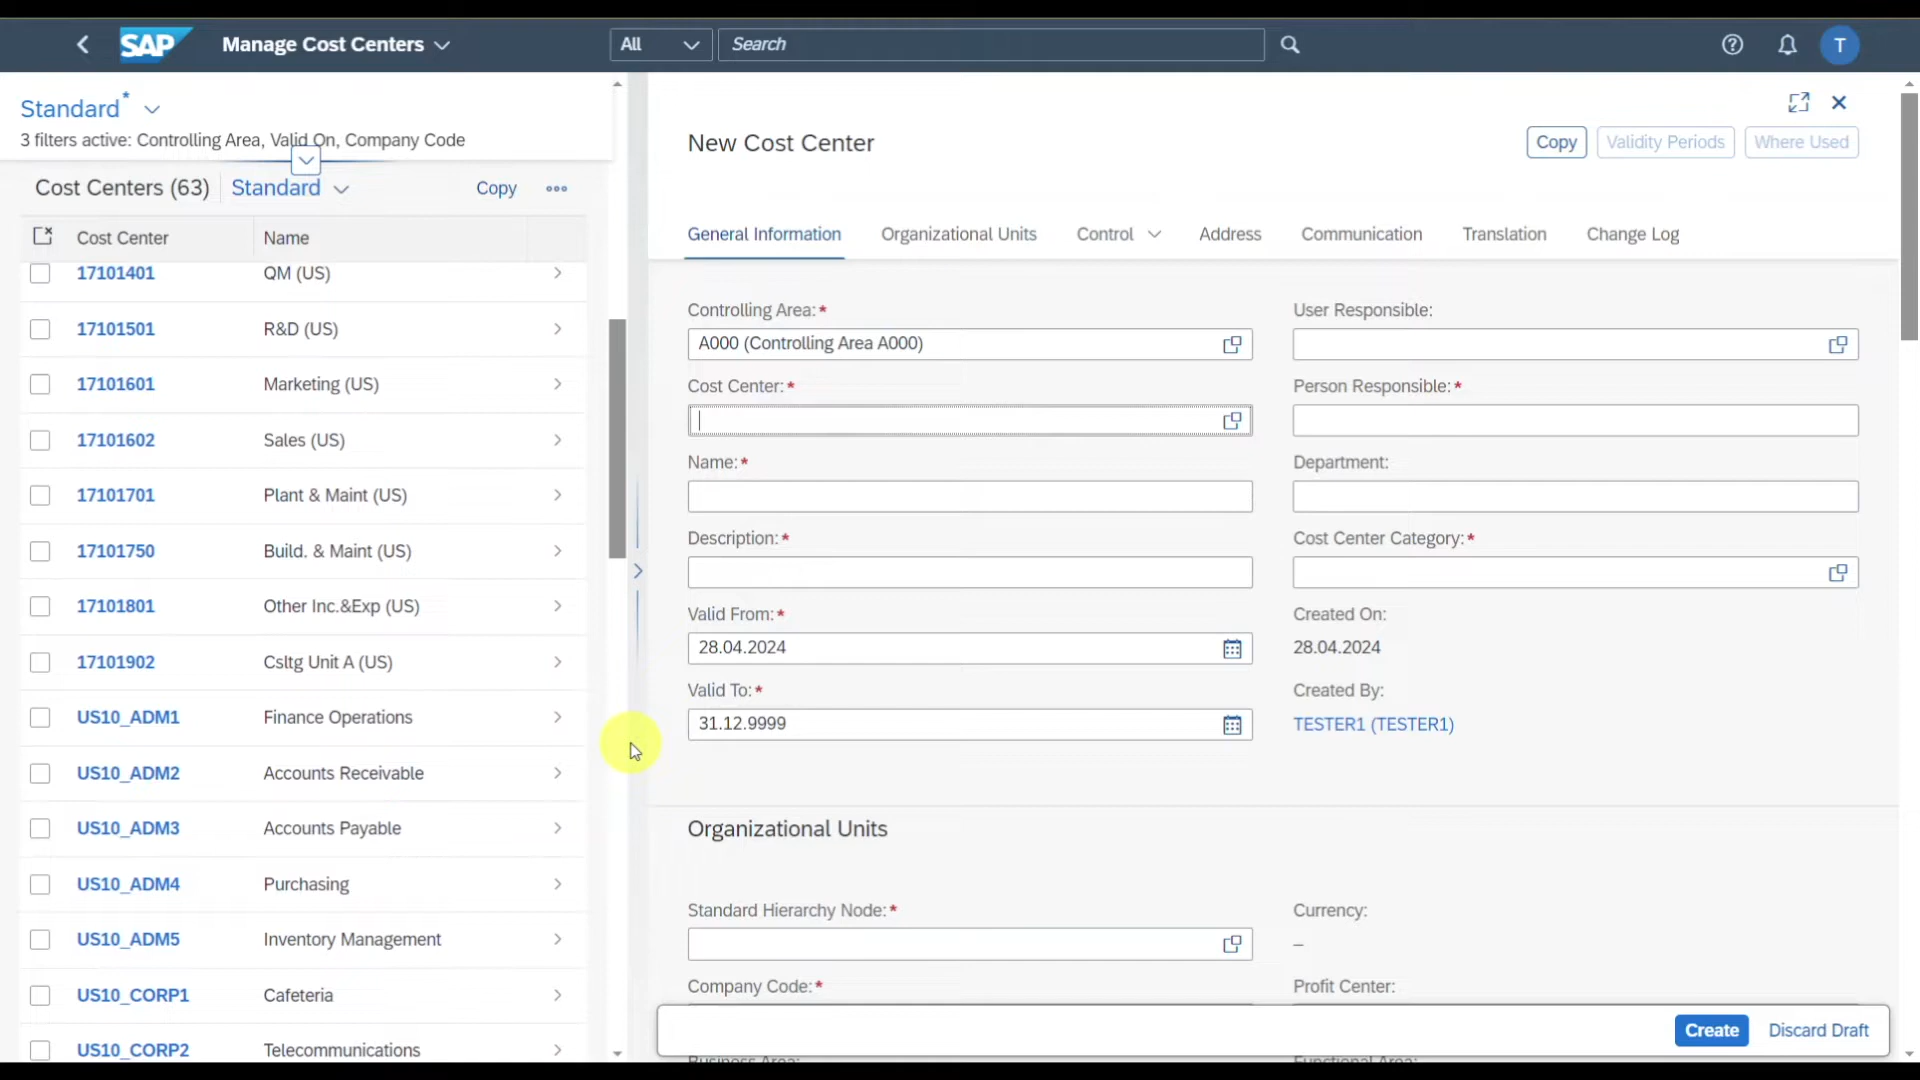 SAP
Manage Cost Centers
All
Search
T
Standard*
3 filters active: Controlling Area, Valid On, Company Code
Cost Centers (63)
Standard
Copy
Cost Center
Name
17101401
QM (US)
17101501
R&D (US)
17101601
Marketing (US)
17101602
Sales (US)
17101701
Plant & Maint (US)
17101750
Build. & Maint (US)
17101801
Other Inc.&Exp (US)
17101902
Csltg Unit A (US)
US10_ADM1
Finance Operations
US10_ADM2
Accounts Receivable
US10_ADM3
Accounts Payable
US10_ADM4
Purchasing
US10_ADM5
Inventory Management
US10_CORP1
Cafeteria
US10_CORP2
Telecommunications
New Cost Center
Copy
Validity Periods
Where Used
General Information
Organizational Units
Control
Address
Communication
Translation
Change Log
Controlling Area:*
A000 (Controlling Area A000)
User Responsible:
Cost Center:*
Person Responsible:*
Name:*
Department:
Description:*
Cost Center Category:*
Valid From:*
28.04.2024
Created On:
28.04.2024
Valid To:*
31.12.9999
Created By:
TESTER1 (TESTER1)
Organizational Units
Standard Hierarchy Node:*
Currency:
–
Company Code:*
Profit Center:
Create
Discard Draft
Business Area:
Functional Area: